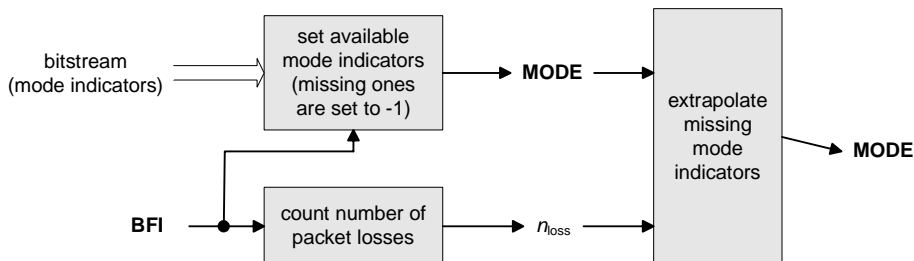 bitstream
(mode indicators)
set available
mode indicators
(missing ones
are set to -1)
MODE
extrapolate
missing
mode
indicators
MODE
BFI
count number of
packet losses
nloss